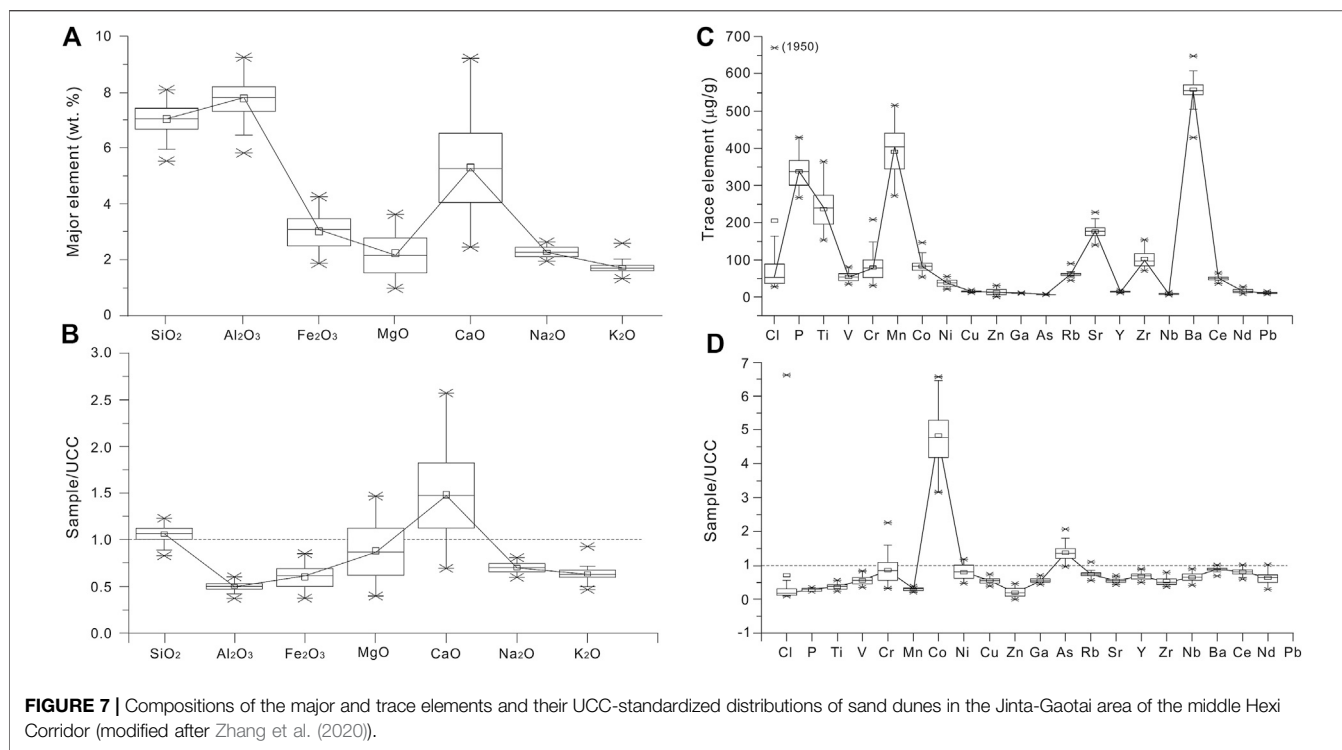 A
10
8
6
4
2
0
Major element (wt. %)
SiO₂ Al₂O₃ Fe₂O₃ MgO CaO Na₂O K₂O
B
3.0
2.5
2.0
1.5
1.0
0.5
0.0
Sample/UCC
SiO₂ Al₂O₃ Fe₂O₃ MgO CaO Na₂O K₂O
C
700
600
500
400
300
200
100
0
Trace element (µg/g)
(1950)
Cl P Ti V Cr Mn Co Ni Cu Zn Ga As Rb Sr Y Zr Nb Ba Ce Nd Pb
D
7
6
5
4
3
2
1
0
-1
Sample/UCC
Cl P Ti V Cr Mn Co Ni Cu Zn Ga As Rb Sr Y Zr Nb Ba Ce Nd Pb
FIGURE 7 | Compositions of the major and trace elements and their UCC-standardized distributions of sand dunes in the Jinta-Gaotai area of the middle Hexi
Corridor (modified after Zhang et al. (2020)).